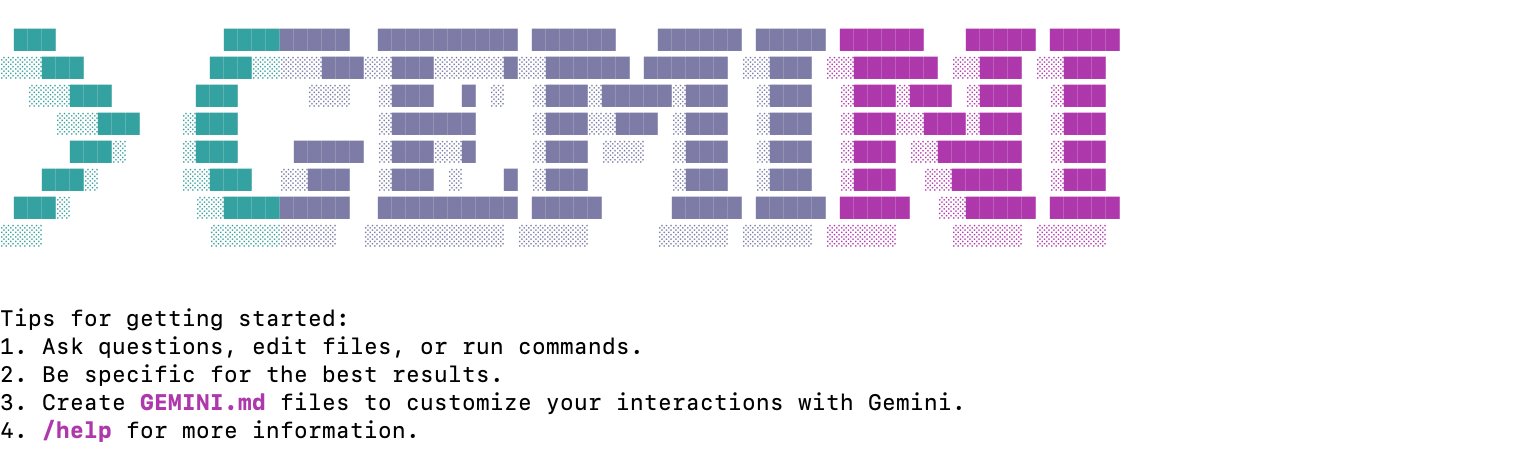 > GEMINI
Tips for getting started:
1. Ask questions, edit files, or run commands.
2. Be specific for the best results.
3. Create GEMINI.md files to customize your interactions with Gemini.
4. /help for more information.